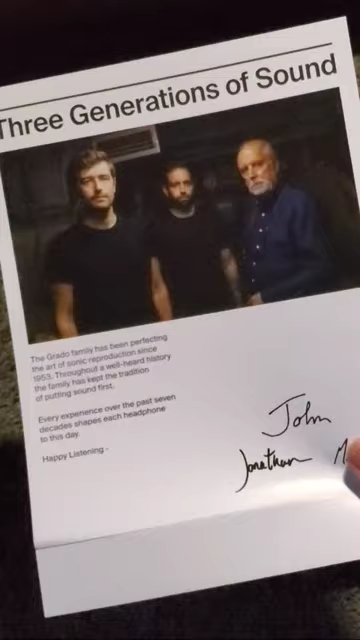 Three Generations of Sound
The Grado family has been perfecting
the art of sonic reproduction since
1953. Throughout a well-heard history
the family has kept the tradition
of putting sound first.
Every experience over the past seven
decades shapes each headphone
to this day.
Happy Listening -
John
Jonathan M